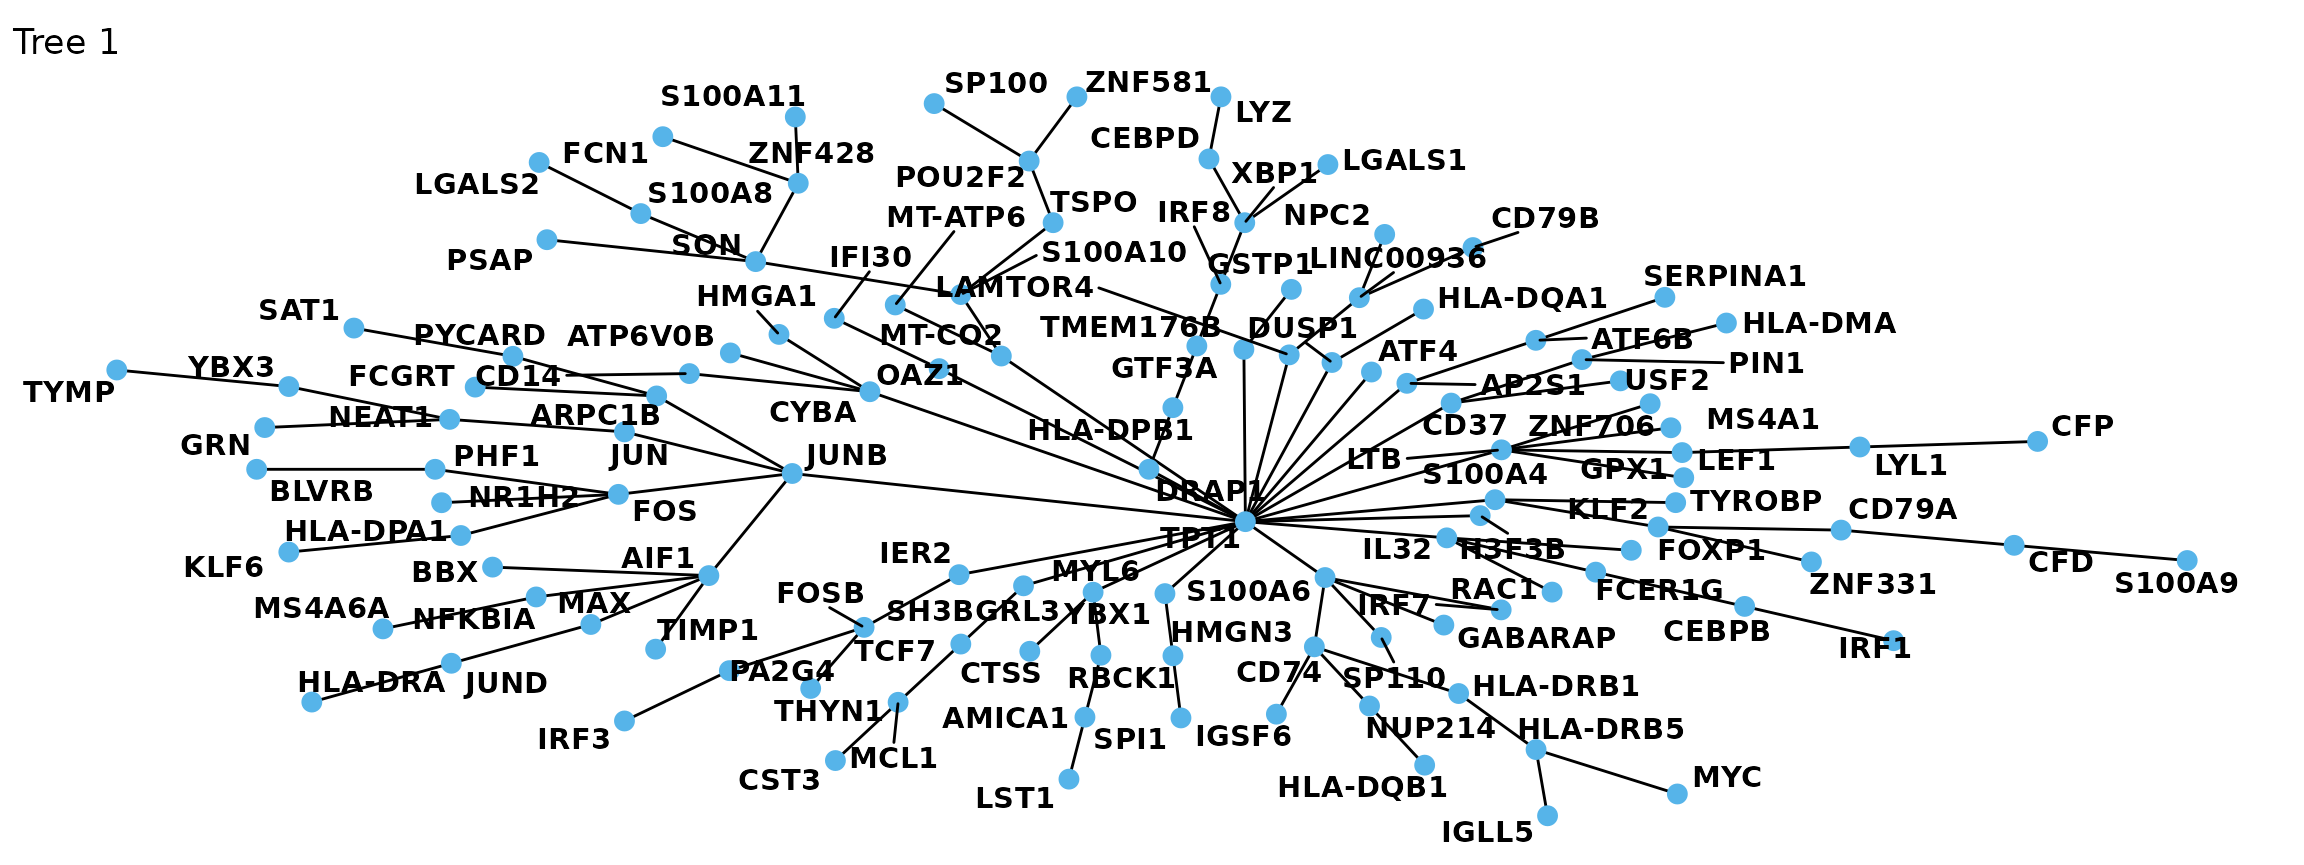 Tree 1
SP100
ZNF581
S100A11
LYZ
CEBPD
FCN1
ZNF428
LGALS1
XBP1
POU2F2
LGALS2
S100A8
TSPO
IRF8
NPC2
MT-ATP6
CD79B
SON
S100A10
PSAP
IFI30
GSTP1
LINC00936
SERPINA1
LAMTOR4
HMGA1
HLA-DQA1
SAT1
HLA-DMA
TMEM176B
DUSP1
PYCARD
ATP6V0B
MT-CO2
ATF6B
ATF4
PIN1
YBX3
GTF3A
FCGRT
CD14
OAZ1
USF2
AP2S1
TYMP
CYBA
ARPC1B
NEAT1
MS4A1
CD37
ZNF706
CFP
HLA-DPB1
GRN
PHF1
JUN
JUNB
LTB
LEF1
LYL1
GPX1
S100A4
BLVRB
NR1H2
DRAP1
TYROBP
KLF2
CD79A
FOS
HLA-DPA1
TPT1
IL32
H3F3B
FOXP1
AIF1
IER2
CFD
KLF6
BBX
MYL6
ZNF331
S100A9
FOSB
S100A6
RAC1
FCER1G
MS4A6A
NFKBIA
MAX
SH3BGRL3
YBX1
IRF7
TIMP1
HMGN3
CEBPB
GABARAP
IRF1
TCF7
PA2G4
CTSS
RBCK1
CD74
SP110
HLA-DRA
JUND
HLA-DRB1
THYN1
AMICA1
NUP214
HLA-DRB5
IRF3
SPI1
IGSF6
MCL1
CST3
MYC
HLA-DQB1
LST1
IGLL5